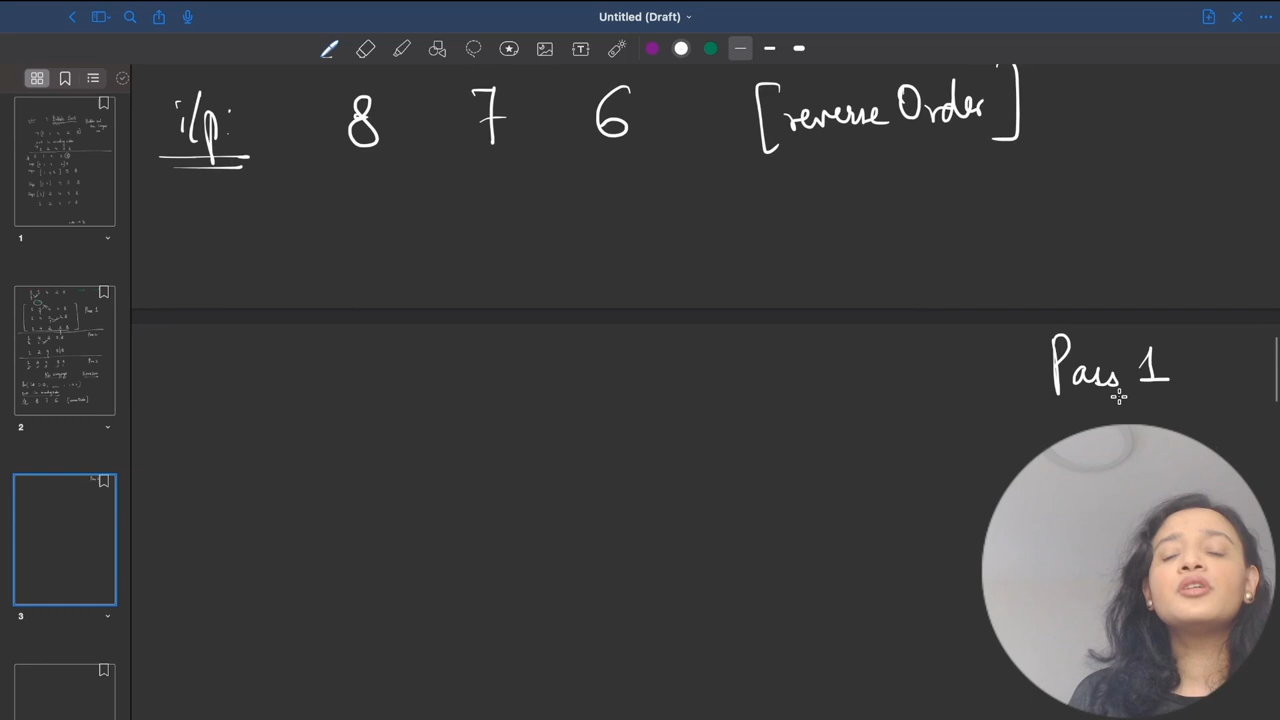 Untitled (Draft)
i/p: 8 7 6 [reverse Order]
Pass 1
1
2
3